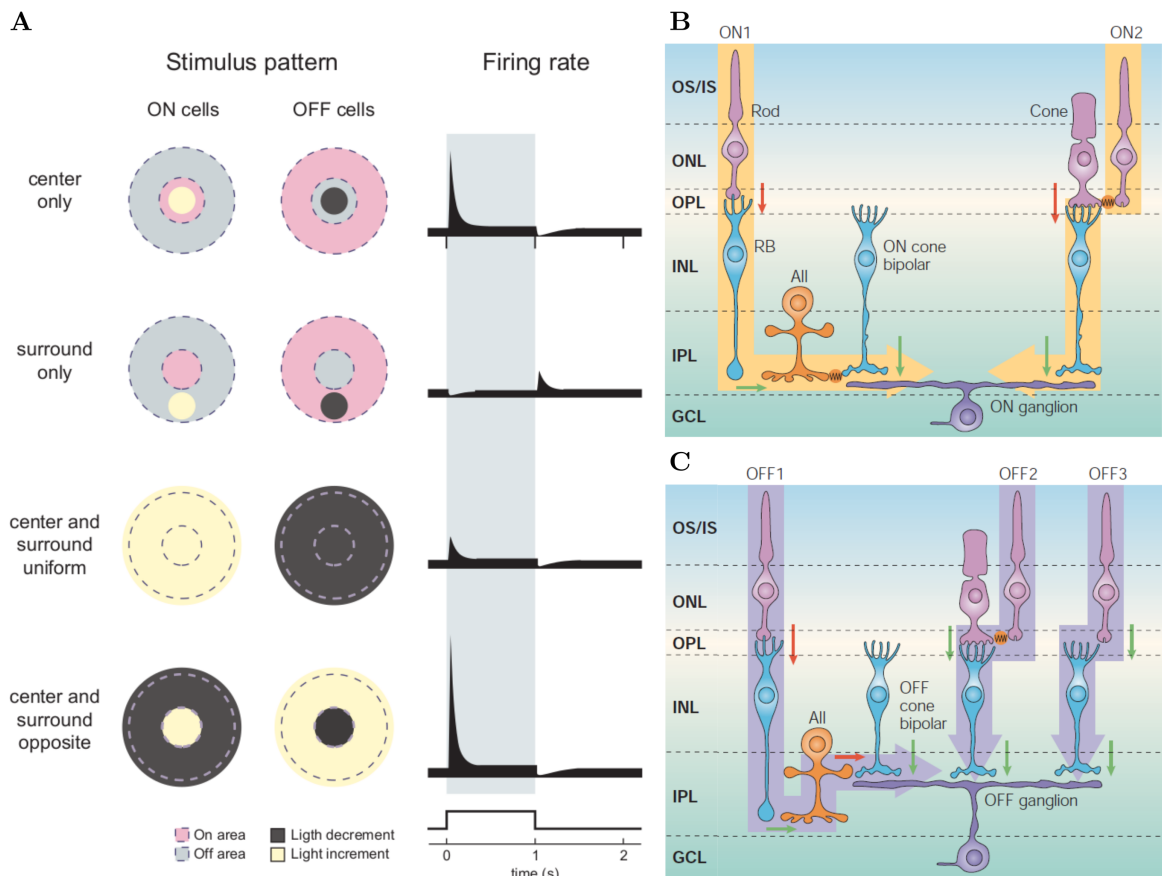 A
Stimulus pattern
Firing rate
ON cells
OFF cells
center
only
surround
only
center and
surround
uniform
center and
surround
opposite
On area
Off area
Ligth decrement
Light increment
0
1
2
time (s)
B
ON1
ON2
OS/IS
Rod
Cone
ONL
OPL
RB
ON cone
bipolar
INL
All
IPL
ON ganglion
GCL
C
OFF1
OFF2
OFF3
OS/IS
ONL
OPL
OFF
cone
bipolar
INL
All
IPL
OFF ganglion
GCL